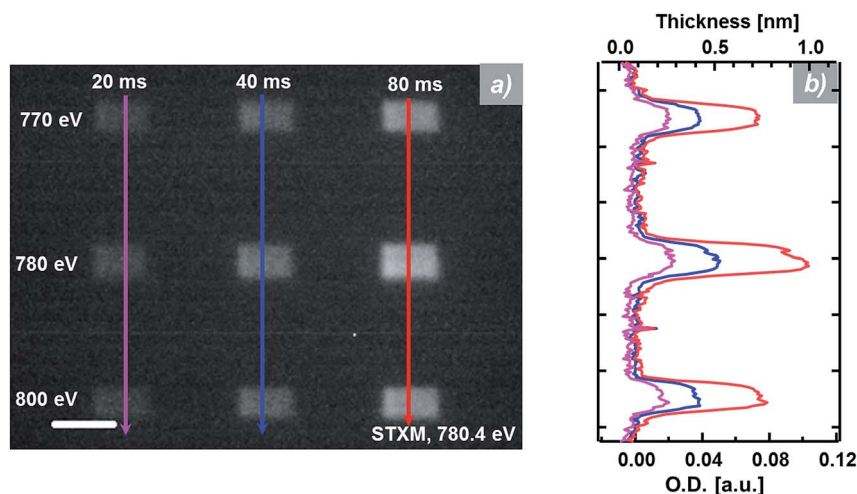 20 ms
40 ms
80 ms
a)
770 eV
780 eV
800 eV
STXM, 780.4 eV
Thickness [nm]
0.0 0.5 1.0
b)
0.00 0.04 0.08 0.12
O.D. [a.u.]